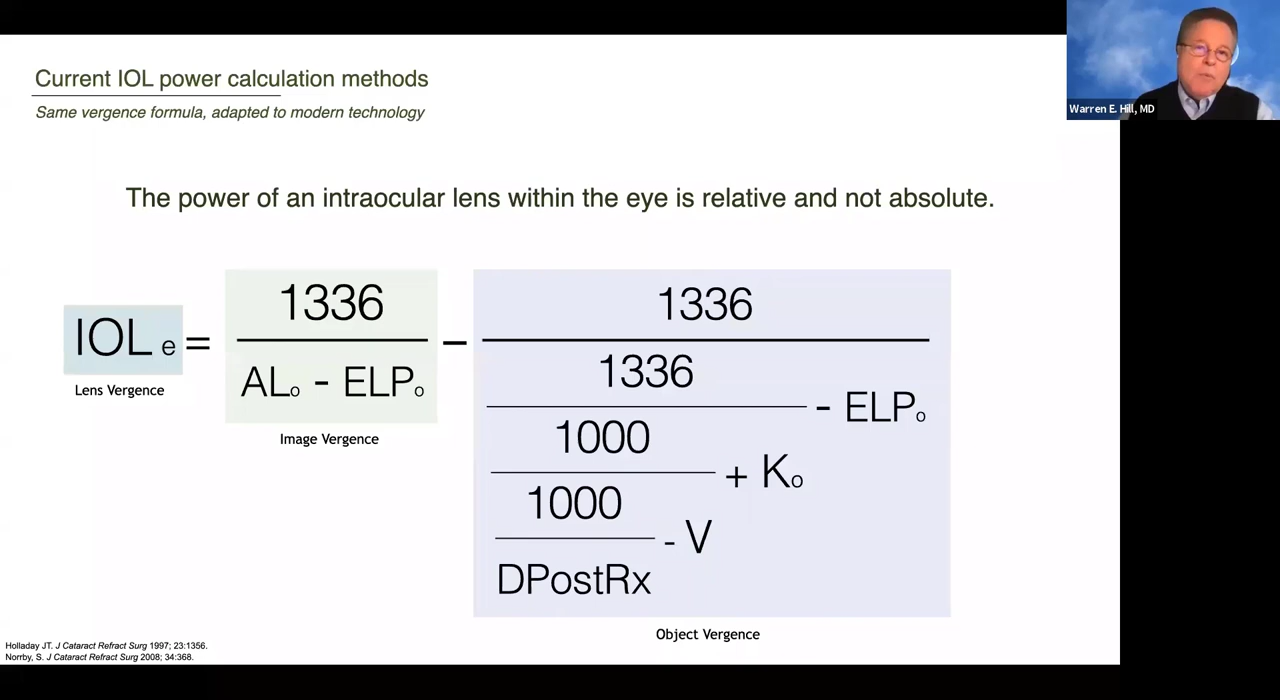 Current IOL power calculation methods
Same vergence formula, adapted to modern technology
Warren E. Hill, MD
The power of an intraocular lens within the eye is relative and not absolute.
IOL e =
Lens Vergence
1336
ALo - ELPo
Image Vergence
-
1336
1336
- ELPo
1000
+ Ko
1000
- V
DPostRx
Object Vergence
Holladay JT. J Cataract Refract Surg 1997; 23:1356.
Norrby, S. J Cataract Refract Surg 2008; 34:368.